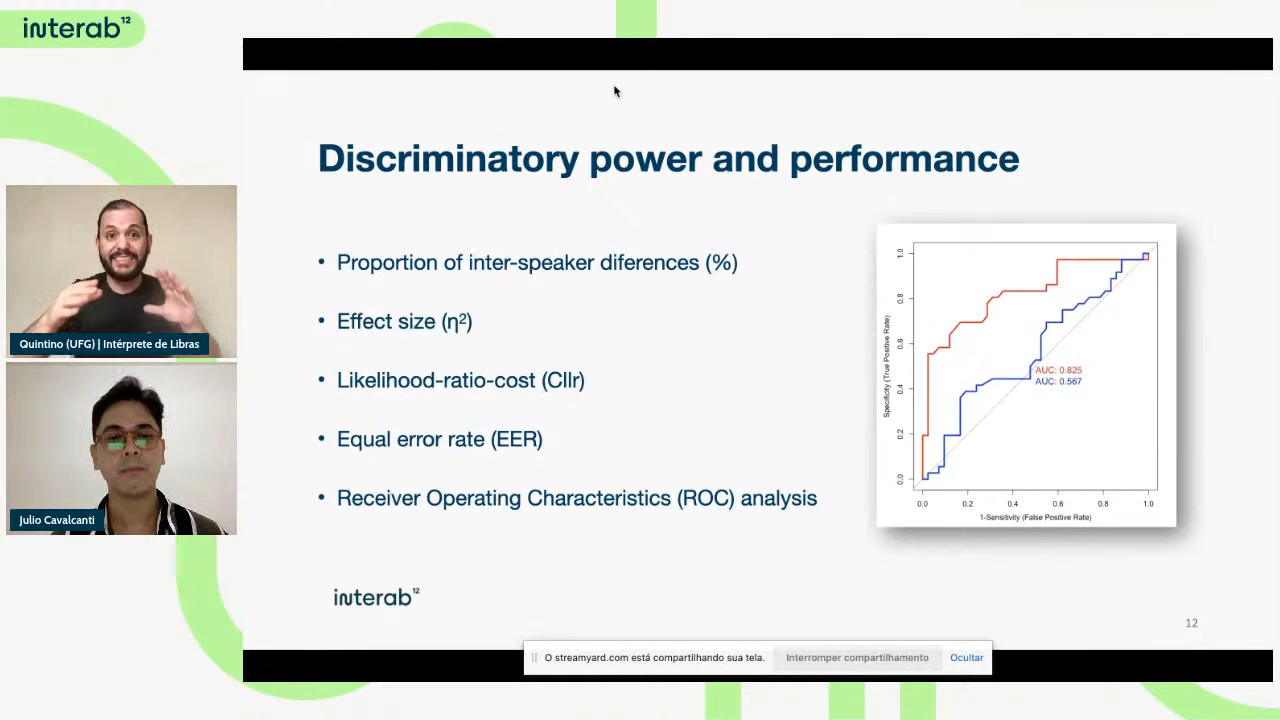 interab¹²
Discriminatory power and performance
• Proportion of inter-speaker diferences (%)
• Effect size (η²)
• Likelihood-ratio-cost (Cllr)
• Equal error rate (EER)
• Receiver Operating Characteristics (ROC) analysis
Specificity (True Positive Rate)
1.0
0.8
0.6
0.4
0.2
0.0
AUC: 0.825
AUC: 0.567
0.0 0.2 0.4 0.6 0.8 1.0
1-Sensitivity (False Positive Rate)
interab¹²
12
Quintino (UFG) | Intérprete de Libras
Julio Cavalcanti
O streamyard.com está compartilhando sua tela. Interromper compartilhamento Ocultar